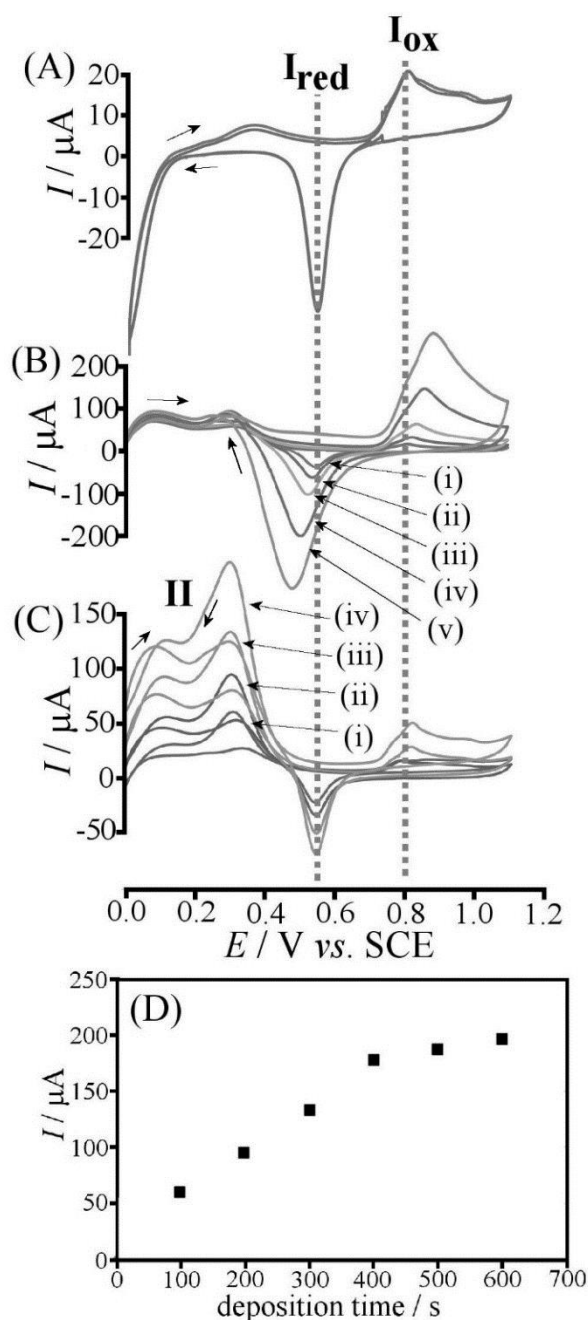 (A)
I_red
I_ox
20
10
0
-10
-20
I / µA
(B)
200
100
0
-100
-200
I / µA
(i)
(ii)
(iii)
(iv)
(v)
(C)
II
150
100
50
0
-50
I / µA
(iv)
(iii)
(ii)
(i)
0.0 0.2 0.4 0.6 0.8 1.0 1.2
E / V vs. SCE
(D)
250
200
150
100
50
0
I / µA
0 100 200 300 400 500 600 700
deposition time / s